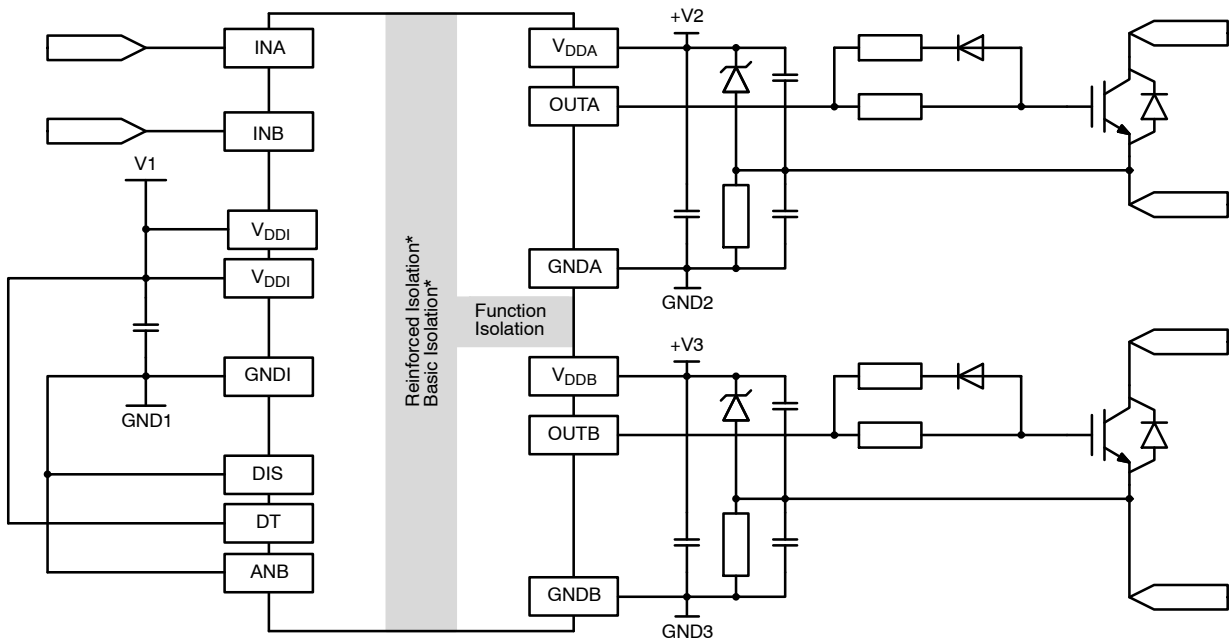 INA
INB
V1
VDDI
VDDI
GNDI
GND1
DIS
DT
ANB
Reinforced Isolation*
Basic Isolation*
Function
Isolation
VDDA
OUTA
GNDA
VDDB
OUTB
GNDB
+V2
GND2
+V3
GND3